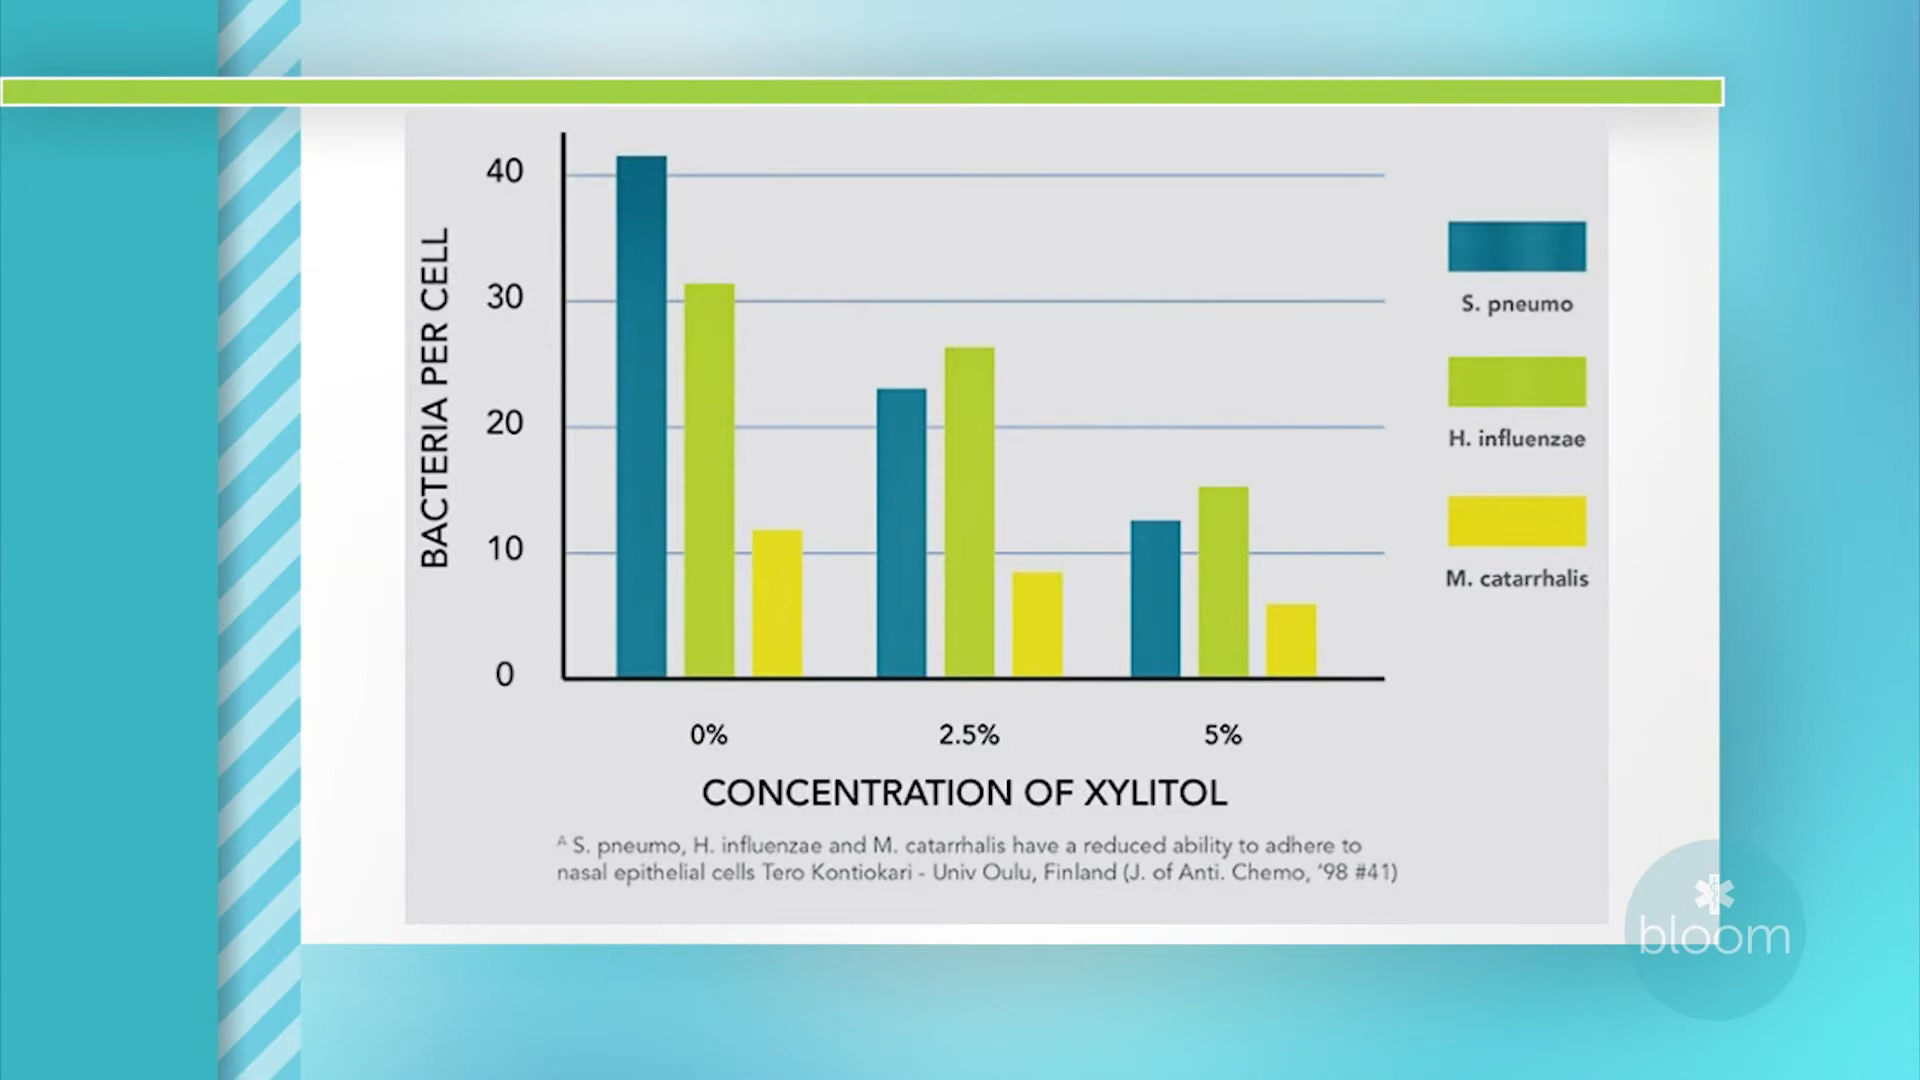 40
30
20
10
0
BACTERIA PER CELL
S. pneumo
H. influenzae
M. catarrhalis
0% 2.5% 5%
CONCENTRATION OF XYLITOL
A S. pneumo, H. influenzae and M. catarrhalis have a reduced ability to adhere to
nasal epithelial cells Tero Kontiokari - Univ Oulu, Finland (J. of Anti. Chemo, ‘98 #41)
bloom